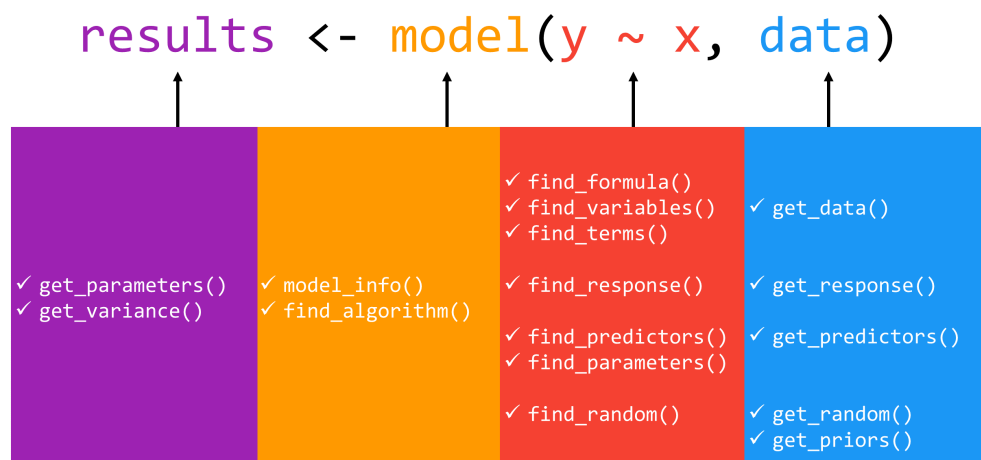 results <- model(y ~ x, data)
✓ get_parameters()
✓ get_variance()
✓ model_info()
✓ find_algorithm()
✓ find_formula()
✓ find_variables()
✓ find_terms()
✓ find_response()
✓ find_predictors()
✓ find_parameters()
✓ find_random()
✓ get_data()
✓ get_response()
✓ get_predictors()
✓ get_random()
✓ get_priors()